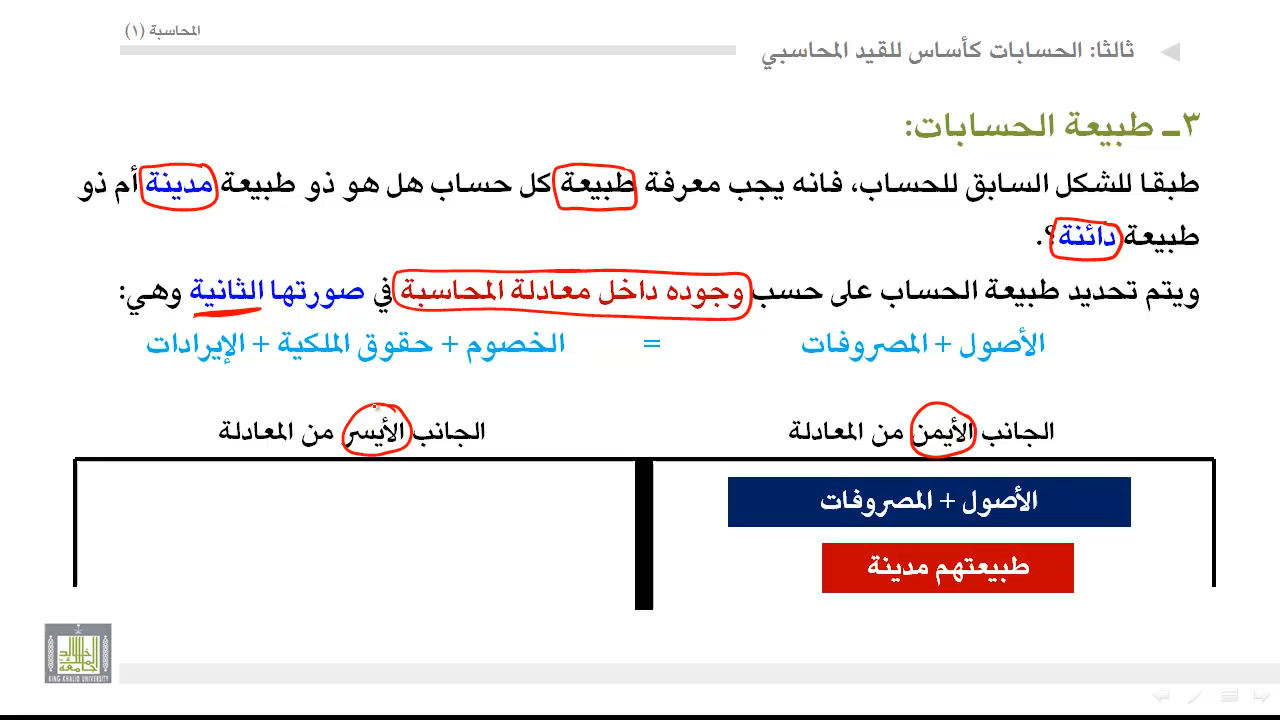 المحاسبة (١)
ثالثا: الحسابات كأساس للقيد المحاسبي
٣ـ طبيعة الحسابات:
طبقا للشكل السابق للحساب، فانه يجب معرفة طبيعة كل حساب هل هو ذو طبيعة مدينة أم ذو
طبيعة دائنة؟.
ويتم تحديد طبيعة الحساب على حسب وجوده داخل معادلة المحاسبة في صورتها الثانية وهي:
الأصول + المصروفات = الخصوم + حقوق الملكية + الإيرادات
الجانب الأيمن من المعادلة الجانب الأيسر من المعادلة
الأصول + المصروفات
طبيعتهم مدينة
KING KHALID UNIVERSITY